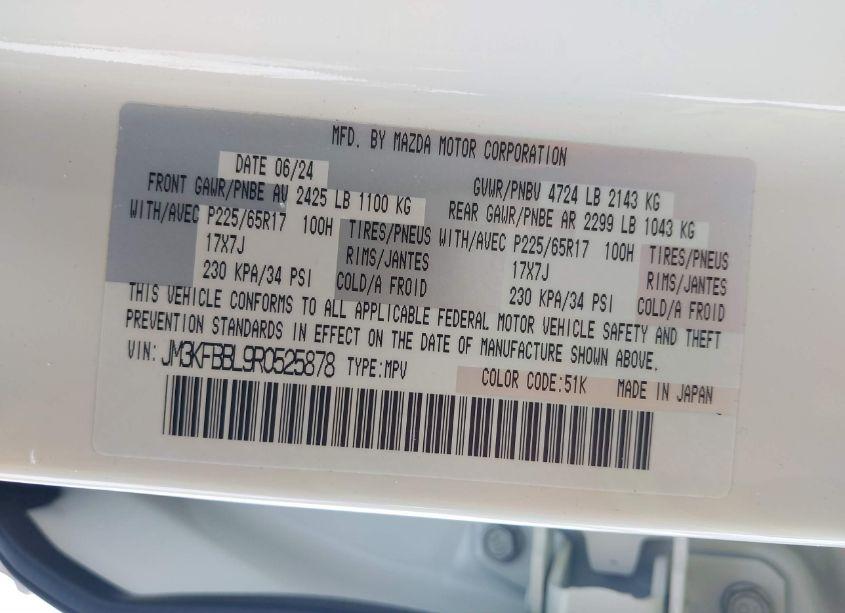 MFD. BY MAZDA MOTOR CORPORATION
DATE 06/24
GVWR/PNBV 4724 LB 2143 KG
FRONT GAWR/PNBE AV 2425 LB 1100 KG
REAR GAWR/PNBE AR 2299 LB 1043 KG
WITH/AVEC P225/65R17 100H TIRES/PNEUS WITH/AVEC P225/65R17 100H TIRES/PNEUS
17X7J RIMS/JANTES 17X7J RIMS/JANTES
230 KPA/34 PSI COLD/A FROID 230 KPA/34 PSI COLD/A FROID
THIS VEHICLE CONFORMS TO ALL APPLICABLE FEDERAL MOTOR VEHICLE SAFETY AND THEFT
PREVENTION STANDARDS IN EFFECT ON THE DATE OF MANUFACTURE SHOWN ABOVE.
VIN: JM3KFBBL9R0525878 TYPE:MPV
COLOR CODE:51K MADE IN JAPAN